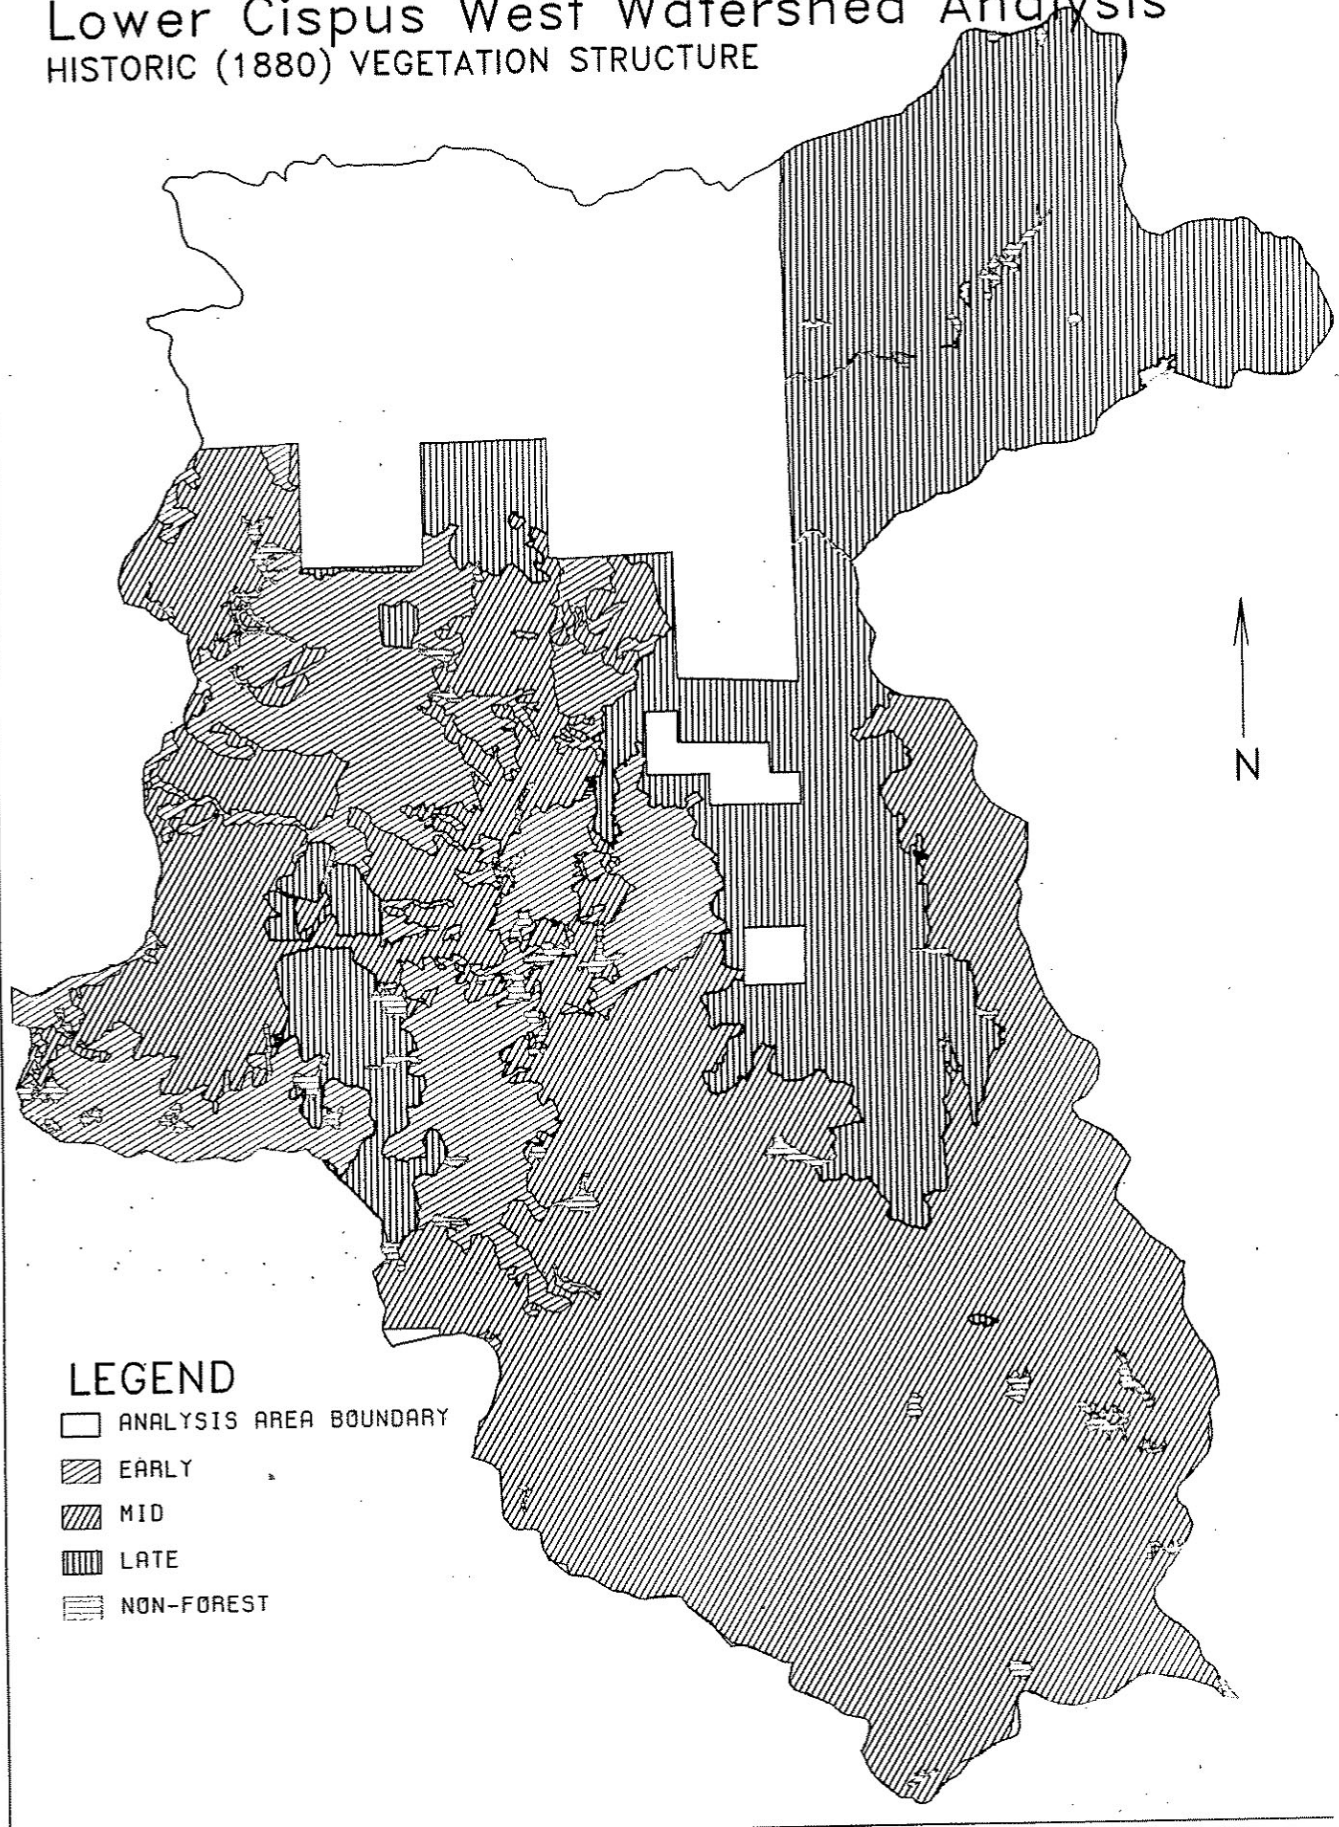 Lower Cispus West Watershed Analysis
HISTORIC (1880) VEGETATION STRUCTURE
N
LEGEND
ANALYSIS AREA BOUNDARY
EARLY
MID
LATE
NON-FOREST